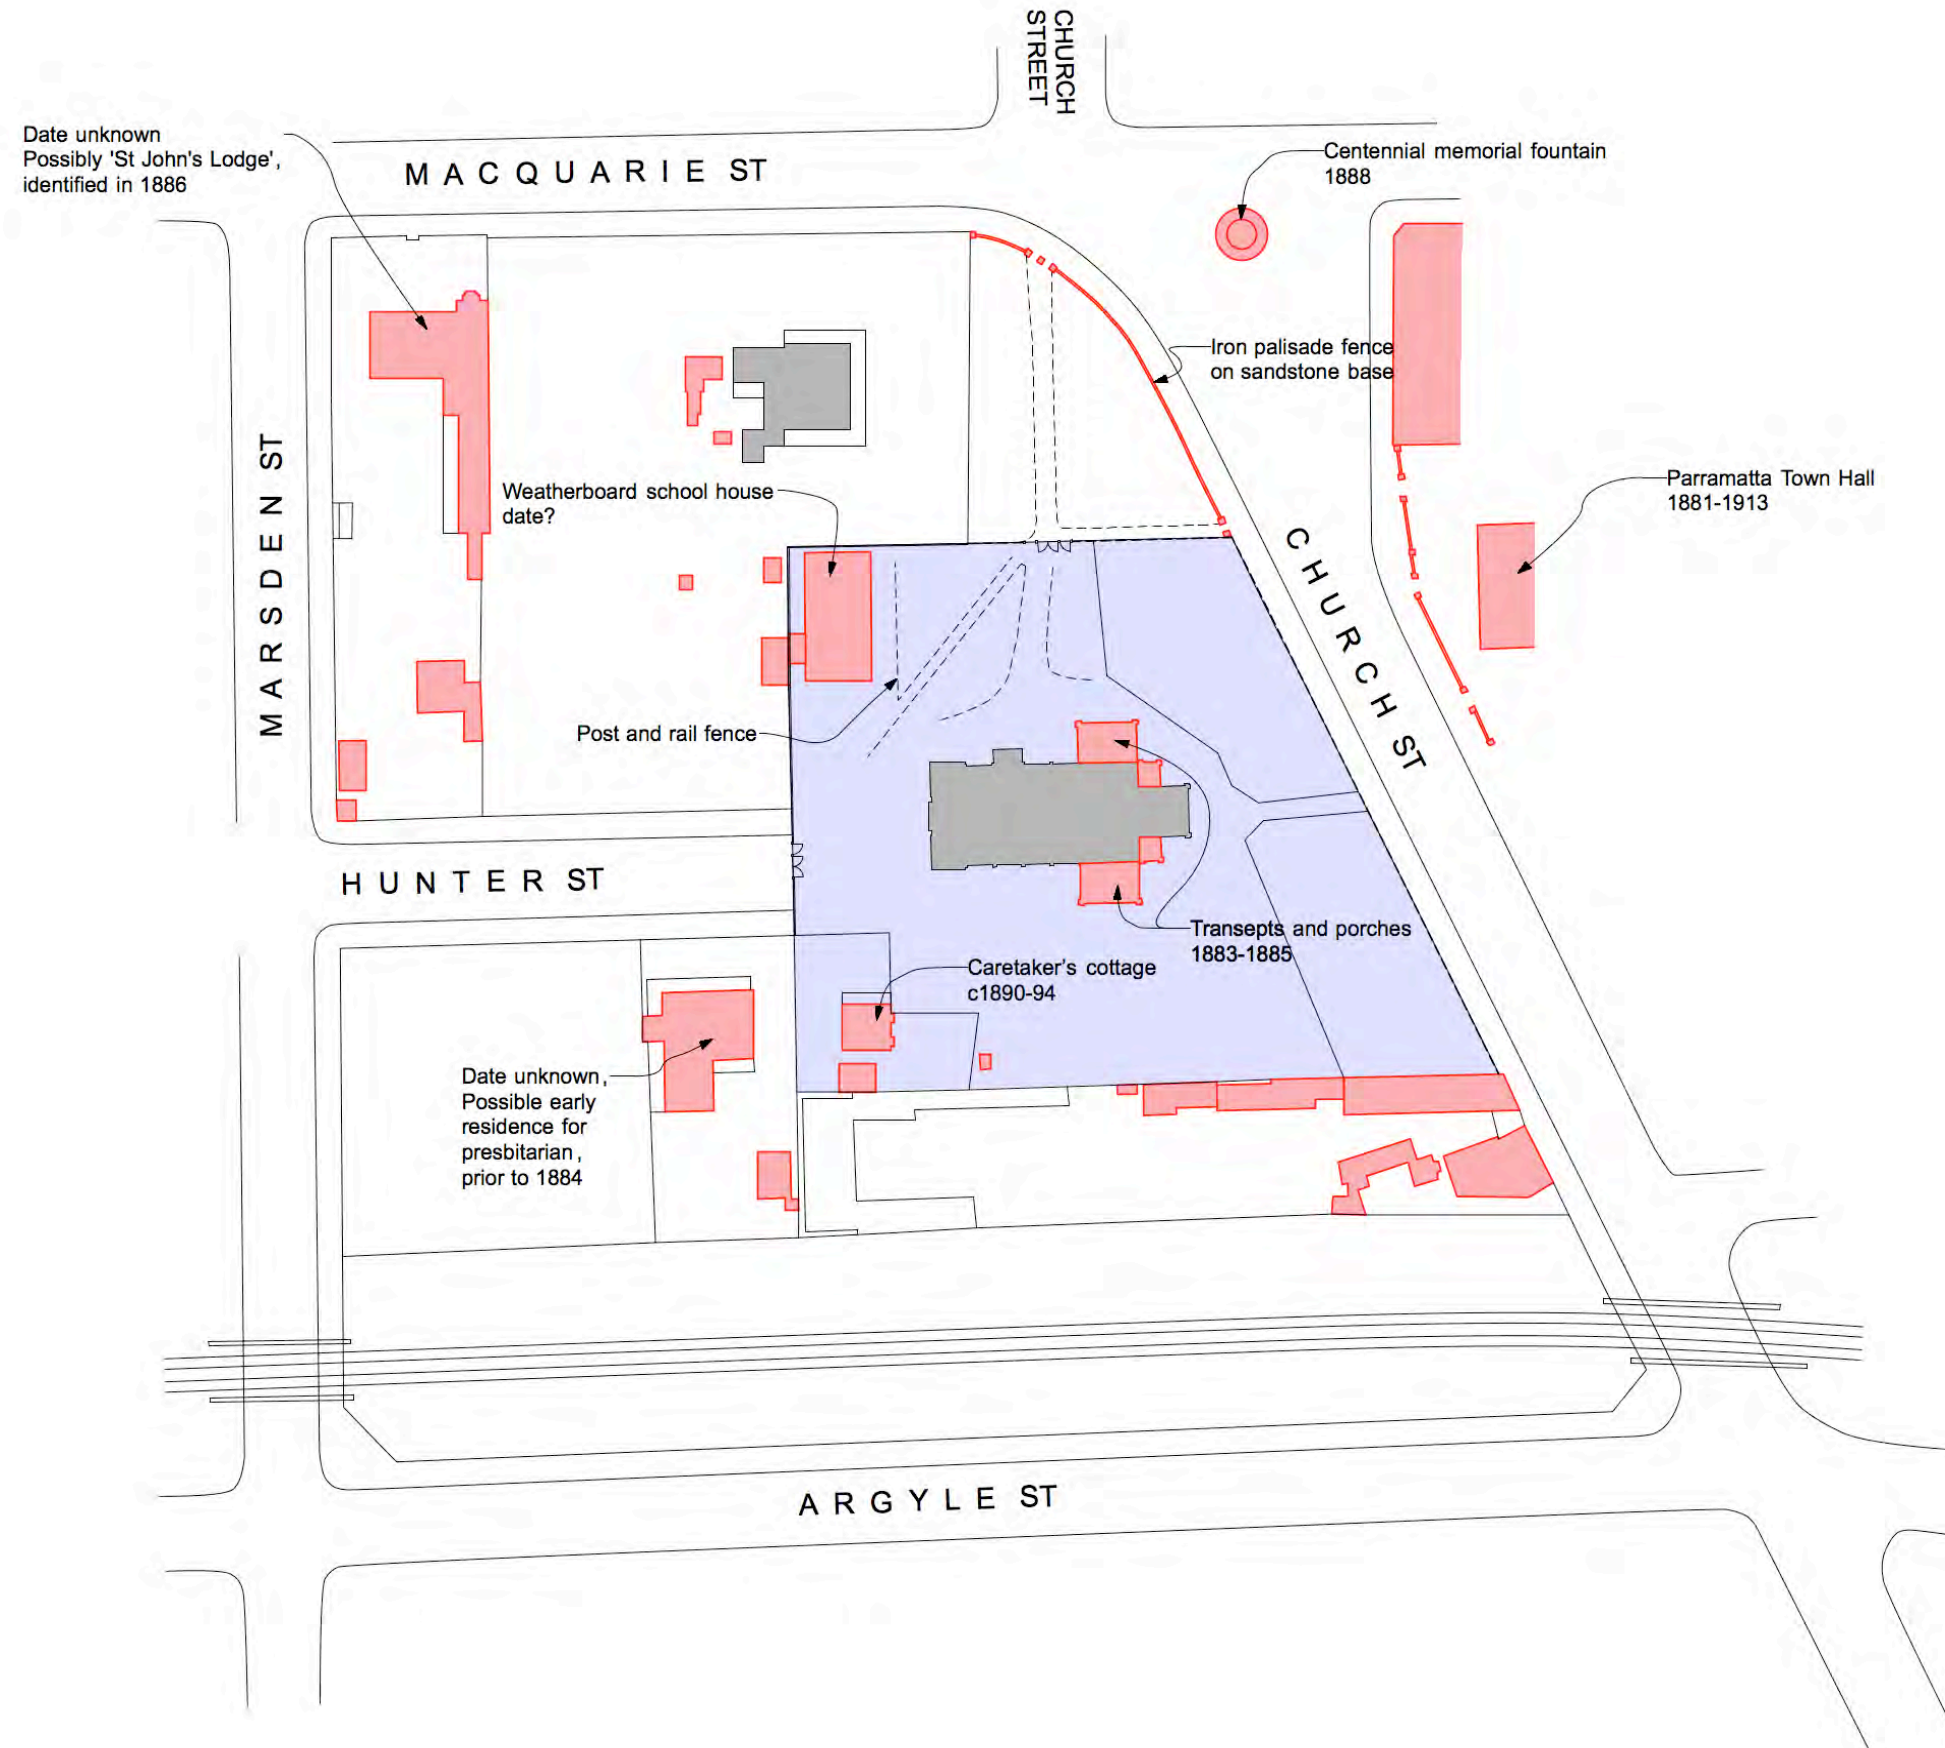 CHURCH
STREET
Date unknown
Possibly 'St John's Lodge',
identified in 1886
MACQUARIE ST
Centennial memorial fountain
1888
Iron palisade fence
on sandstone base
MARSDEN ST
Weatherboard school house
date?
Parramatta Town Hall
1881-1913
CHURCH ST
Post and rail fence
HUNTER ST
Transepts and porches
1883-1885
Caretaker's cottage
c1890-94
Date unknown,
Possible early
residence for
presbitarian,
prior to 1884
ARGYLE ST